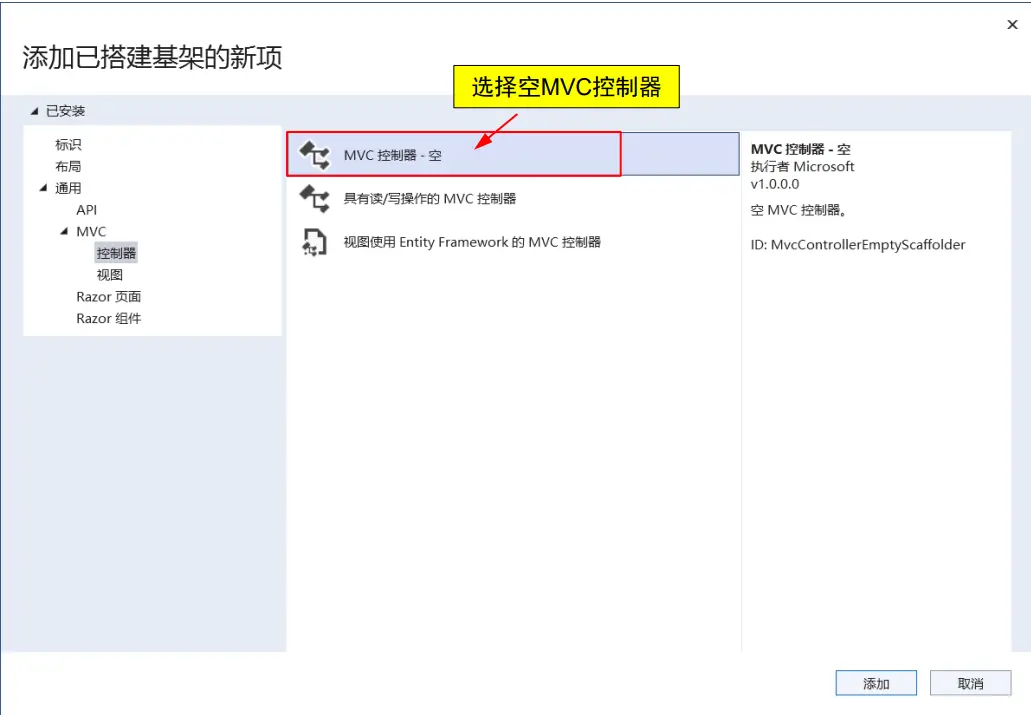 添加已搭建基架的新项
选择空MVC控制器
已安装
标识
布局
通用
API
MVC
控制器
视图
Razor 页面
Razor 组件
MVC 控制器 - 空
具有读/写操作的 MVC 控制器
视图使用 Entity Framework 的 MVC 控制器
MVC 控制器 - 空
执行者 Microsoft
v1.0.0.0
空 MVC 控制器。
ID: MvcControllerEmptyScaffolder
添加
取消